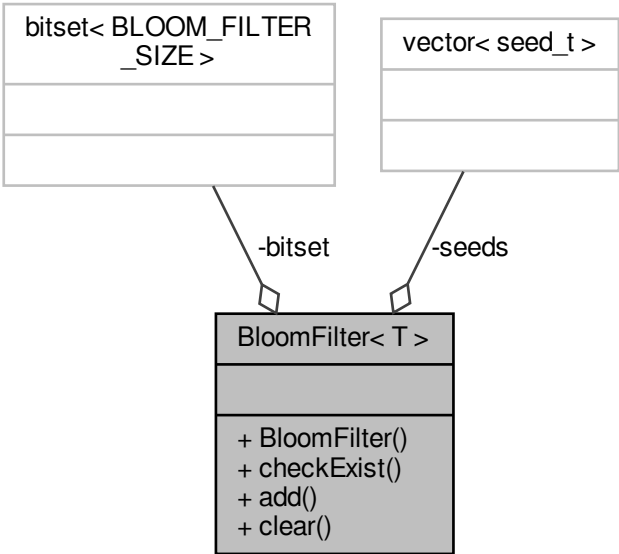 bitset< BLOOM_FILTER
_SIZE >
vector< seed_t >
-bitset
-seeds
BloomFilter< T >
+ BloomFilter()
+ checkExist()
+ add()
+ clear()